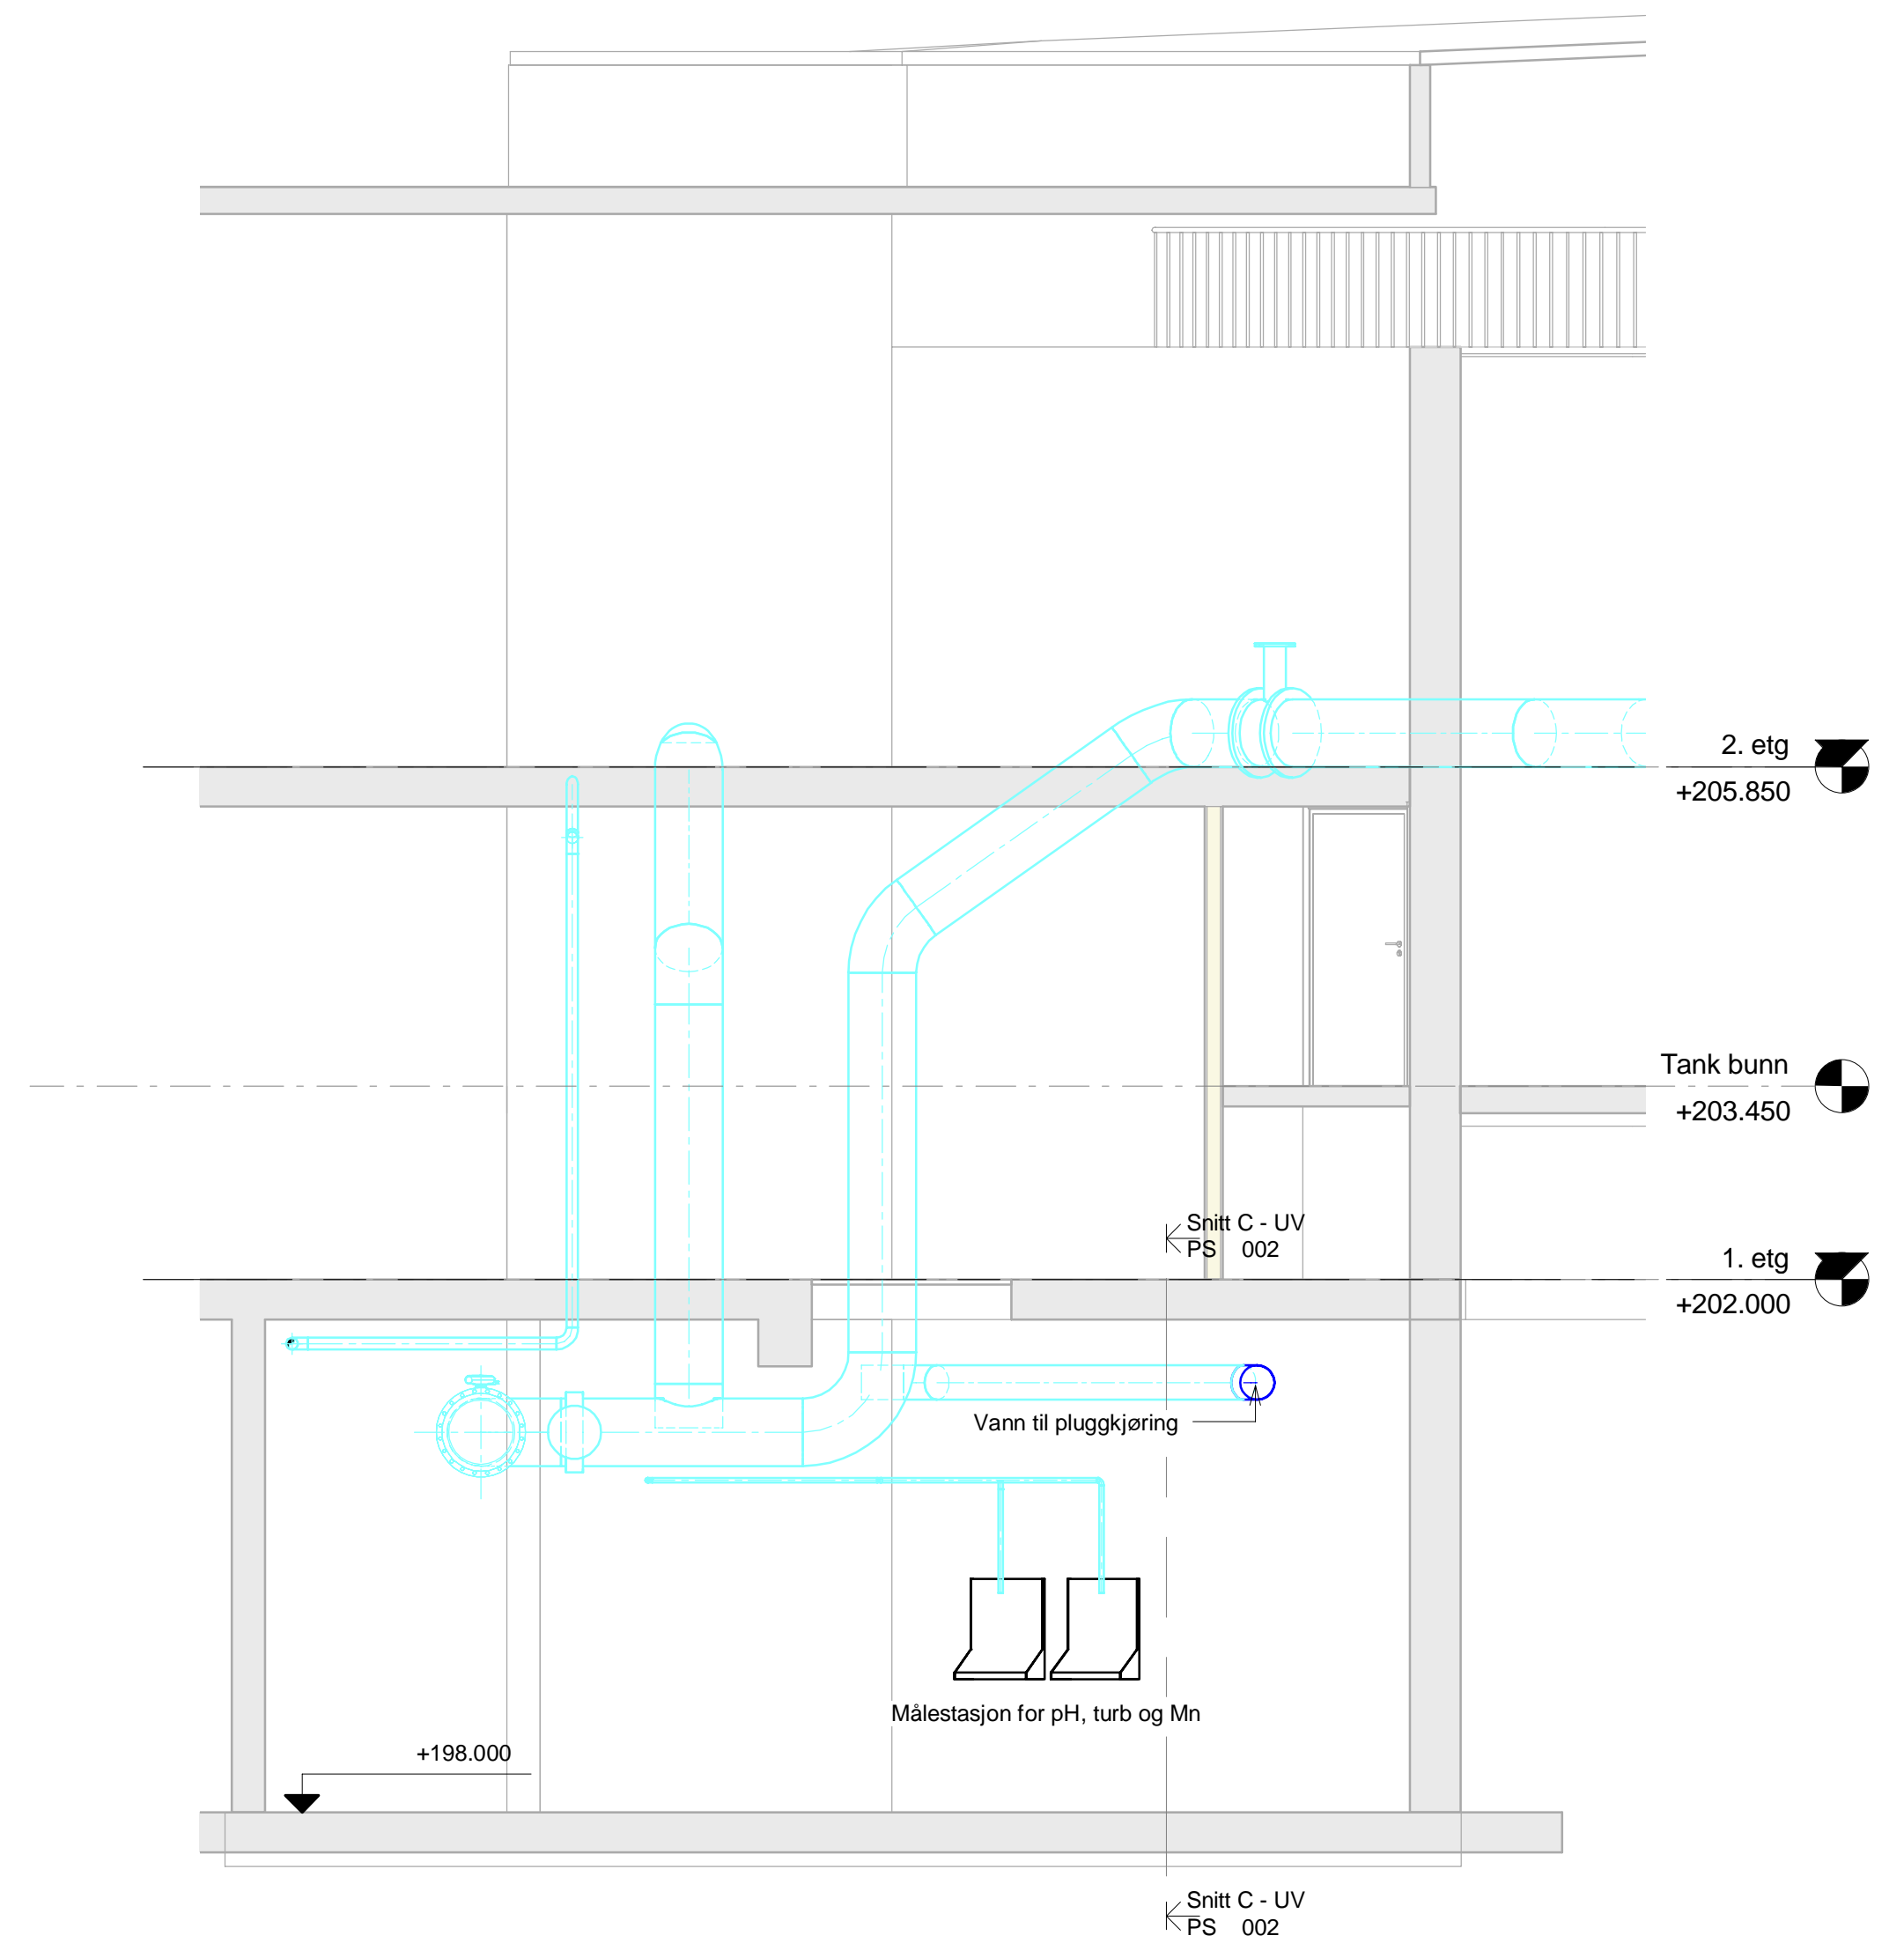 2. etg
+205.850
Tank bunn
+203.450
Snitt C - UV
PS 002
1. etg
+202.000
Vann til pluggkjøring
Målestasjon for pH, turb og Mn
+198.000
Snitt C - UV
PS 002